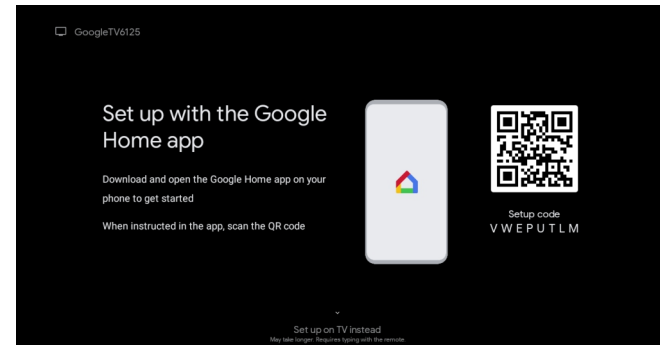 GoogleTV6125
Set up with the Google
Home app
Download and open the Google Home app on your
phone to get started
When instructed in the app, scan the QR code
Setup code
VWEPUTLM
Set up on TV instead
May take longer. Requires typing with the remote.